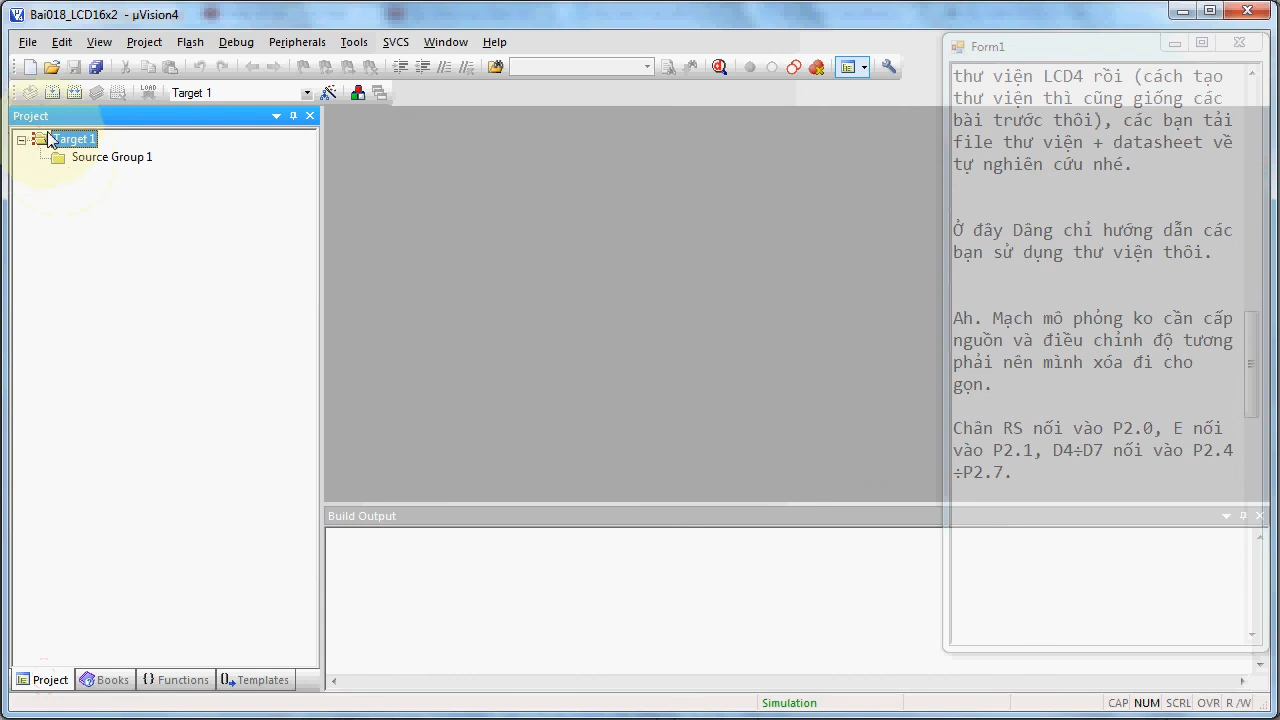 Bai018_LCD16x2 - µVision4
File Edit View Project Flash Debug Peripherals Tools SVCS Window Help
Form1
LOAD Target 1
Project
Target 1
Source Group 1
thư viện LCD4 rồi (cách tạo
thư viện thì cũng giống các
bài trước thôi), các bạn tải
file thư viện + datasheet về
tự nghiên cứu nhé.
Ở đây Dâng chỉ hướng dẫn các
bạn sử dụng thư viện thôi.
Ah. Mạch mô phỏng ko cần cấp
nguồn và điều chỉnh độ tương
phải nên mình xóa đi cho
gọn.
Chân RS nối vào P2.0, E nối
vào P2.1, D4÷D7 nối vào P2.4
÷P2.7.
Build Output
Project Books {} Functions Templates
Simulation
CAP NUM SCRL OVR R/W